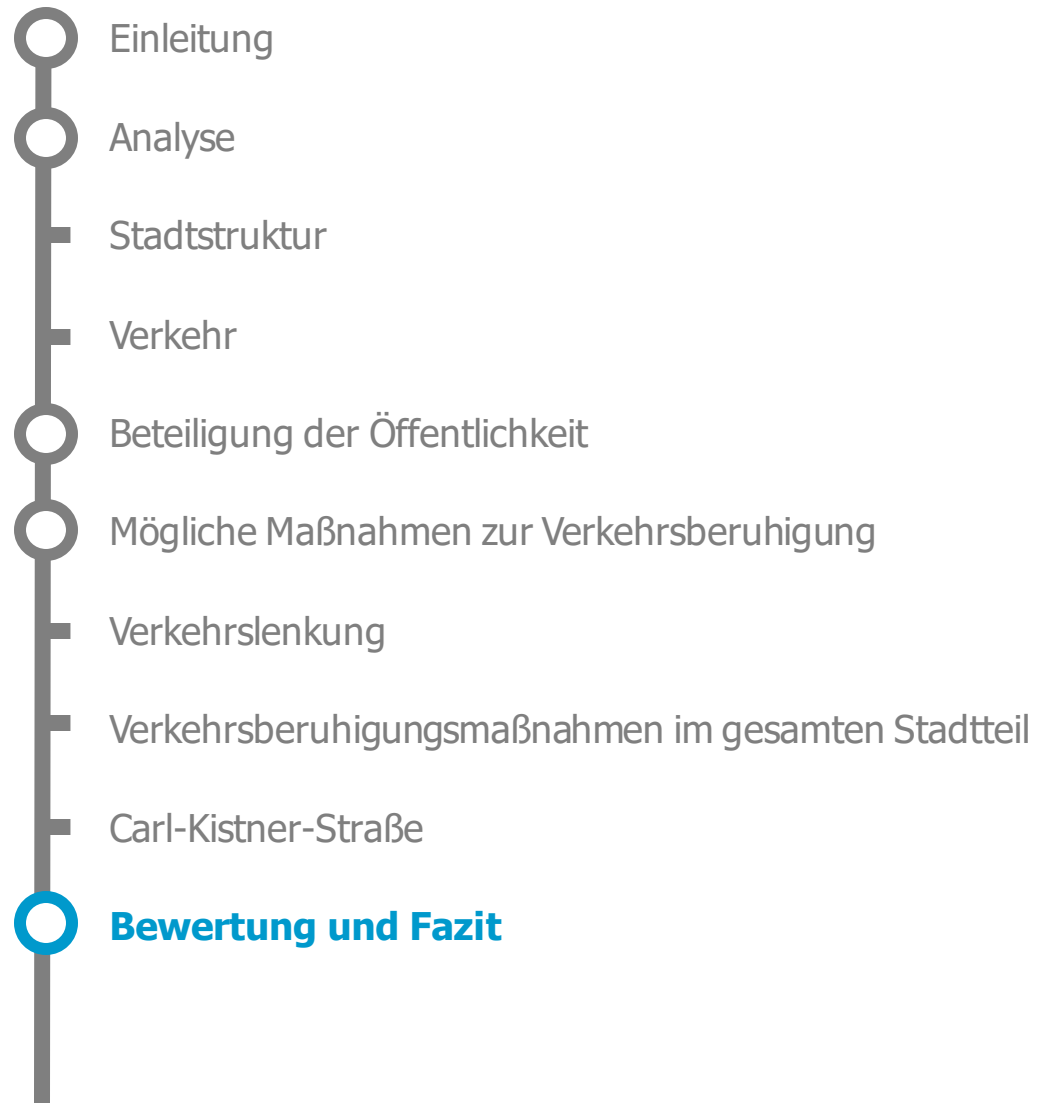 Einleitung
Analyse
Stadtstruktur
Verkehr
Beteiligung der Öffentlichkeit
Mögliche Maßnahmen zur Verkehrsberuhigung
Verkehrslenkung
Verkehrsberuhigungsmaßnahmen im gesamten Stadtteil
Carl-Kistner-Straße
Bewertung und Fazit